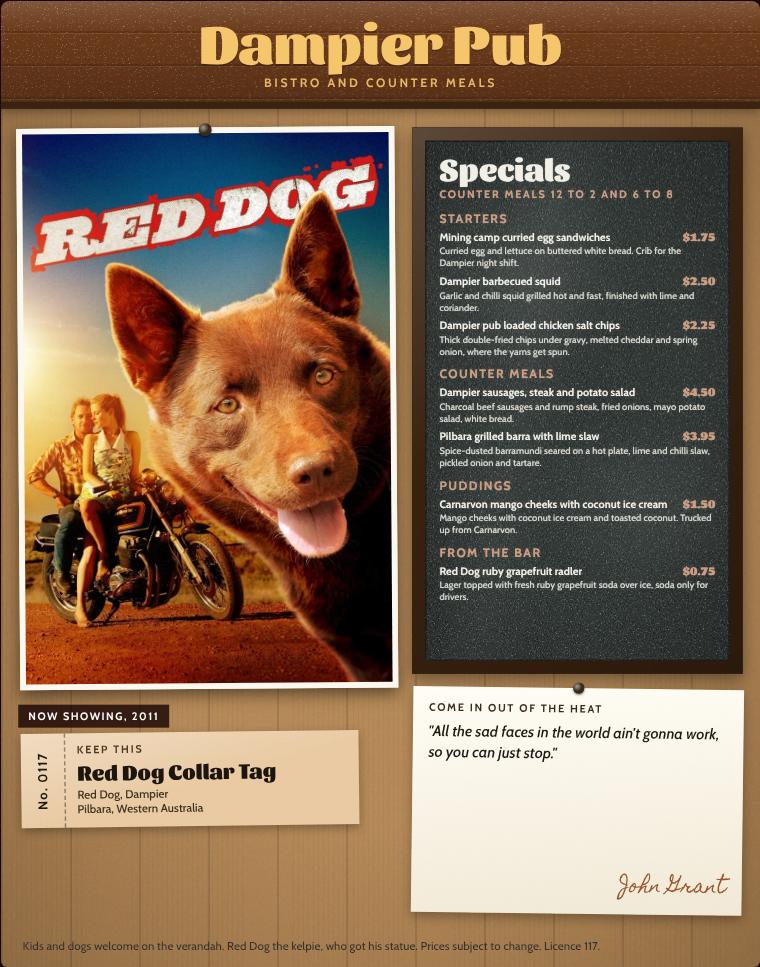 Dampier Pub
BISTRO AND COUNTER MEALS
RED DOG
Specials
COUNTER MEALS 12 TO 2 AND 6 TO 8
STARTERS
Mining camp curried egg sandwiches $1.75
Curried egg and lettuce on buttered white bread. Crib for the
Dampier night shift.
Dampier barbecued squid $2.50
Garlic and chilli squid grilled hot and fast, finished with lime and
coriander.
Dampier pub loaded chicken salt chips $2.25
Thick double-fried chips under gravy, melted cheddar and spring
onion, where the yarns get spun.
COUNTER MEALS
Dampier sausages, steak and potato salad $4.50
Charcoal beef sausages and rump steak, fried onions, mayo potato
salad, white bread.
Pilbara grilled barra with lime slaw $3.95
Spice-dusted barramundi seared on a hot plate, lime and chilli slaw,
pickled onion and tartare.
PUDDINGS
Carnarvon mango cheeks with coconut ice cream $1.50
Mango cheeks with coconut ice cream and toasted coconut. Trucked
up from Carnarvon.
FROM THE BAR
Red Dog ruby grapefruit radler $0.75
Lager topped with fresh ruby grapefruit soda over ice, soda only for
drivers.
NOW SHOWING, 2011
No. 0117
KEEP THIS
Red Dog Collar Tag
Red Dog, Dampier
Pilbara, Western Australia
COME IN OUT OF THE HEAT
"All the sad faces in the world ain't gonna work,
so you can just stop."
John Grant
Kids and dogs welcome on the verandah. Red Dog the kelpie, who got his statue. Prices subject to change. Licence 117.